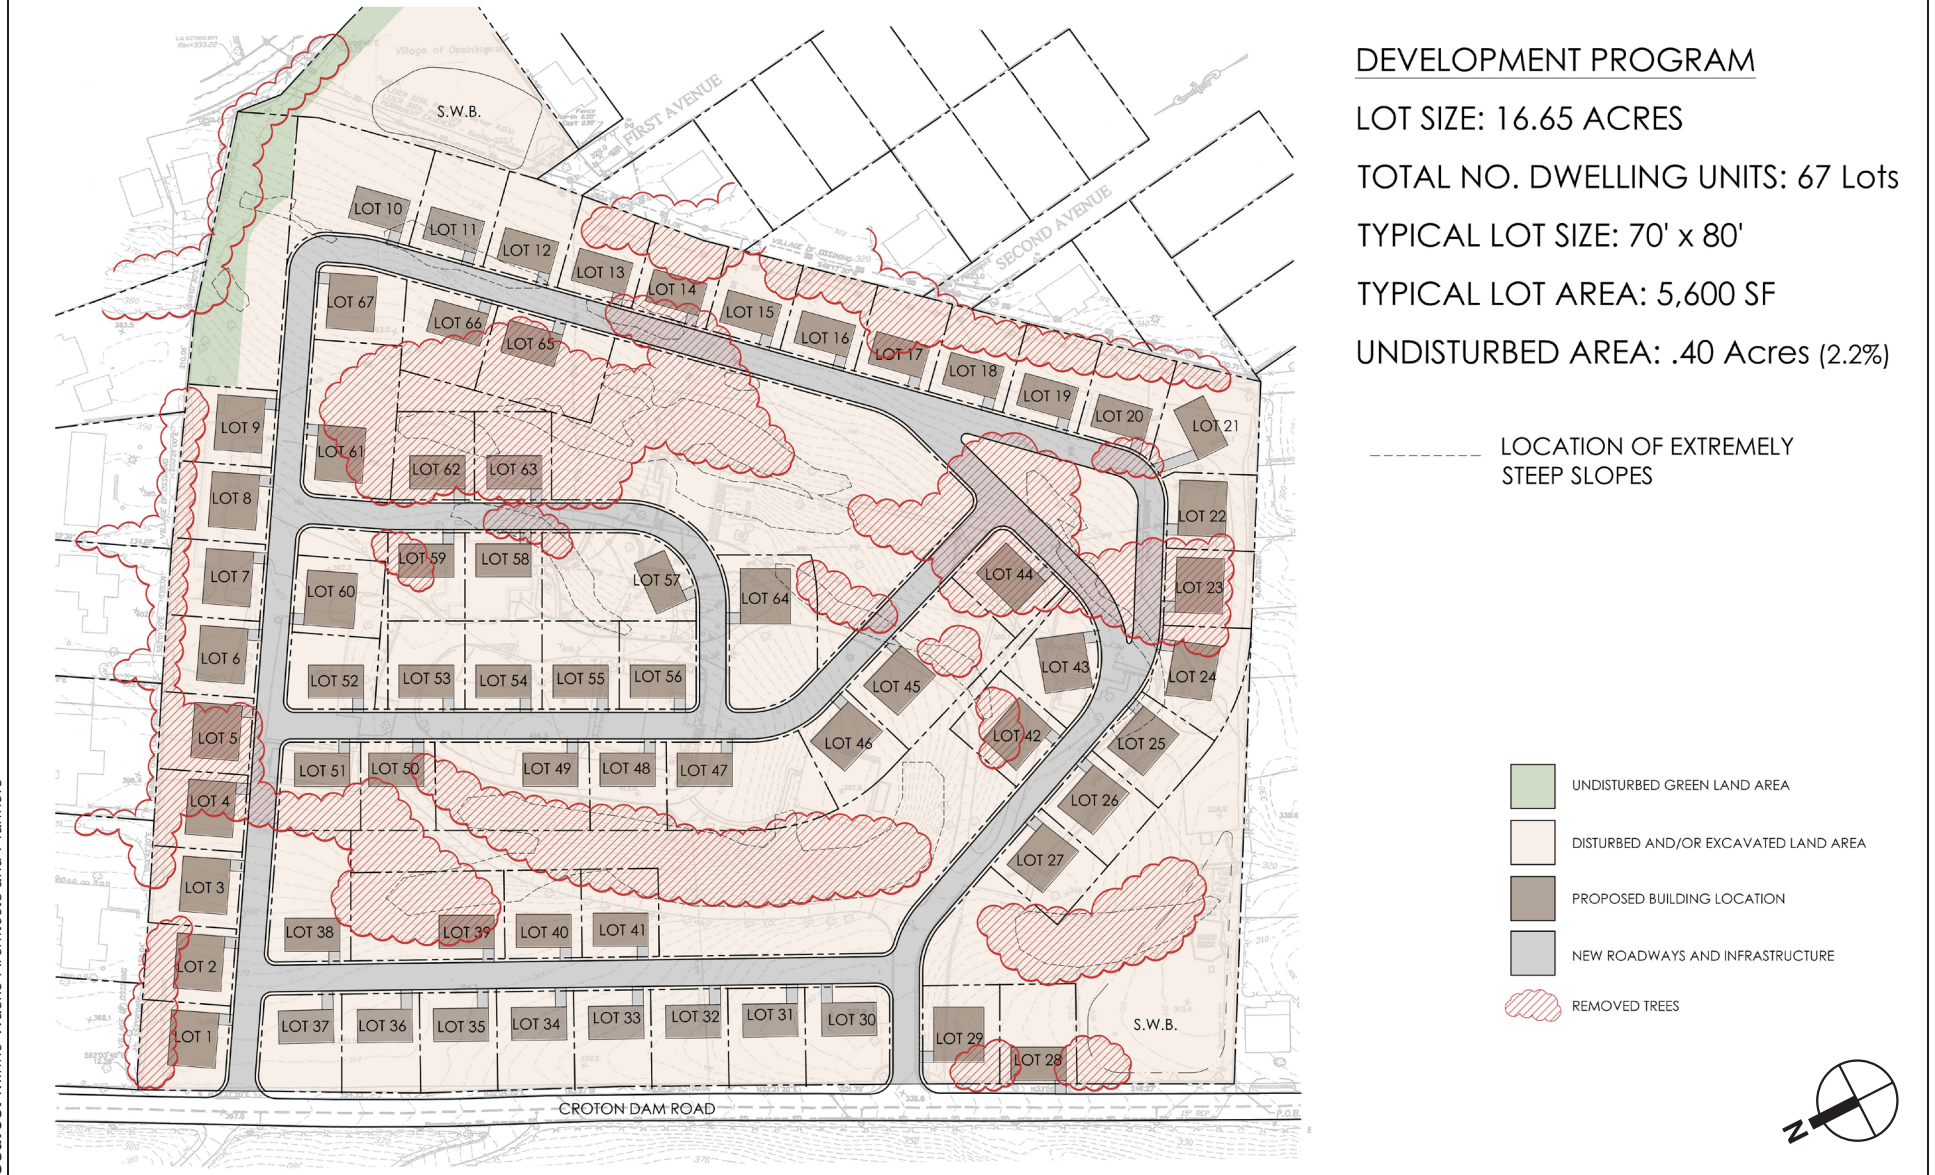 DEVELOPMENT PROGRAM
LOT SIZE: 16.65 ACRES
TOTAL NO. DWELLING UNITS: 67 Lots
TYPICAL LOT SIZE: 70' x 80'
TYPICAL LOT AREA: 5,600 SF
UNDISTURBED AREA: .40 Acres (2.2%)
LOCATION OF EXTREMELY
STEEP SLOPES
UNDISTURBED GREEN LAND AREA
DISTURBED AND/OR EXCAVATED LAND AREA
PROPOSED BUILDING LOCATION
NEW ROADWAYS AND INFRASTRUCTURE
REMOVED TREES
N
Village of Ossining
S.W.B.
FIRST AVENUE
SECOND AVENUE
VILLAGE OF OSSINING
LOT 10
LOT 11
LOT 12
LOT 13
LOT 14
LOT 15
LOT 16
LOT 17
LOT 18
LOT 19
LOT 20
LOT 21
LOT 67
LOT 66
LOT 65
LOT 9
LOT 61
LOT 62
LOT 63
LOT 8
LOT 22
LOT 7
LOT 60
LOT 59
LOT 58
LOT 57
LOT 64
LOT 44
LOT 23
LOT 6
LOT 52
LOT 53
LOT 54
LOT 55
LOT 56
LOT 45
LOT 43
LOT 24
LOT 5
LOT 46
LOT 42
LOT 25
LOT 51
LOT 50
LOT 49
LOT 48
LOT 47
LOT 4
LOT 26
LOT 3
LOT 27
LOT 38
LOT 39
LOT 40
LOT 41
LOT 2
LOT 1
LOT 37
LOT 36
LOT 35
LOT 34
LOT 33
LOT 32
LOT 31
LOT 30
LOT 29
LOT 28
S.W.B.
CROTON DAM ROAD
15" RCP
P.O.B.